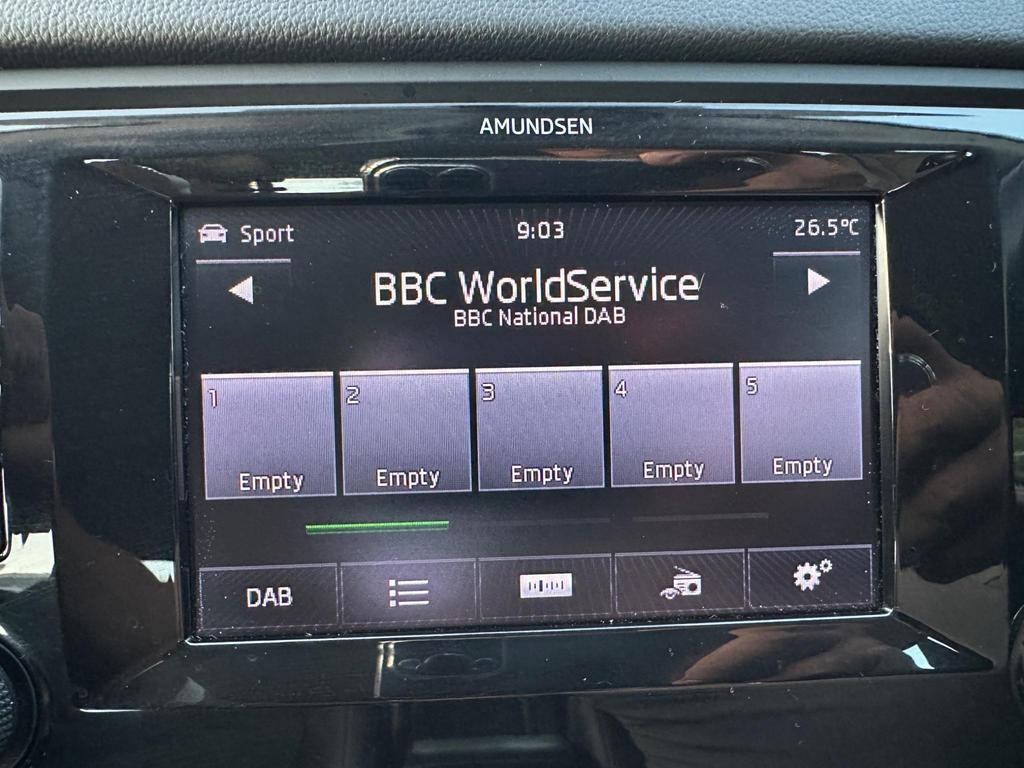 AMUNDSEN
Sport
9:03
26.5°C
BBC WorldService
BBC National DAB
1
2
3
4
5
Empty
Empty
Empty
Empty
Empty
DAB